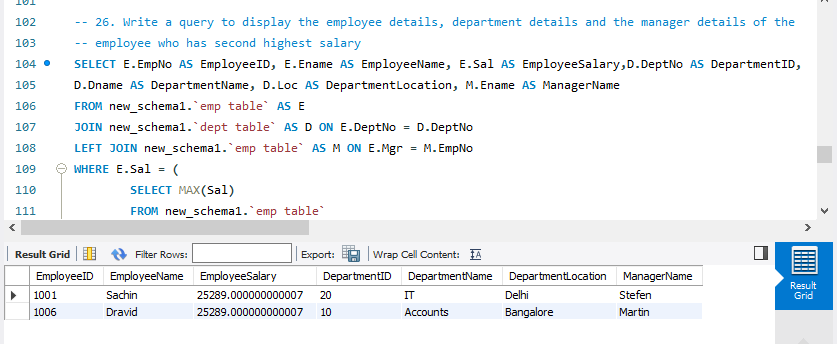 101
102 -- 26. Write a query to display the employee details, department details and the manager details of the
103 -- employee who has second highest salary
104 SELECT E.EmpNo AS EmployeeID, E.Ename AS EmployeeName, E.Sal AS EmployeeSalary,D.DeptNo AS DepartmentID,
105 D.Dname AS DepartmentName, D.Loc AS DepartmentLocation, M.Ename AS ManagerName
106 FROM new_schema1.`emp table` AS E
107 JOIN new_schema1.`dept table` AS D ON E.DeptNo = D.DeptNo
108 LEFT JOIN new_schema1.`emp table` AS M ON E.Mgr = M.EmpNo
109 WHERE E.Sal = (
110 SELECT MAX(Sal)
111 FROM new_schema1.`emp table`
Result Grid Filter Rows: Export: Wrap Cell Content:
EmployeeID EmployeeName EmployeeSalary DepartmentID DepartmentName DepartmentLocation ManagerName
1001 Sachin 25289.000000000007 20 IT Delhi Stefen
1006 Dravid 25289.000000000007 10 Accounts Bangalore Martin
Result
Grid